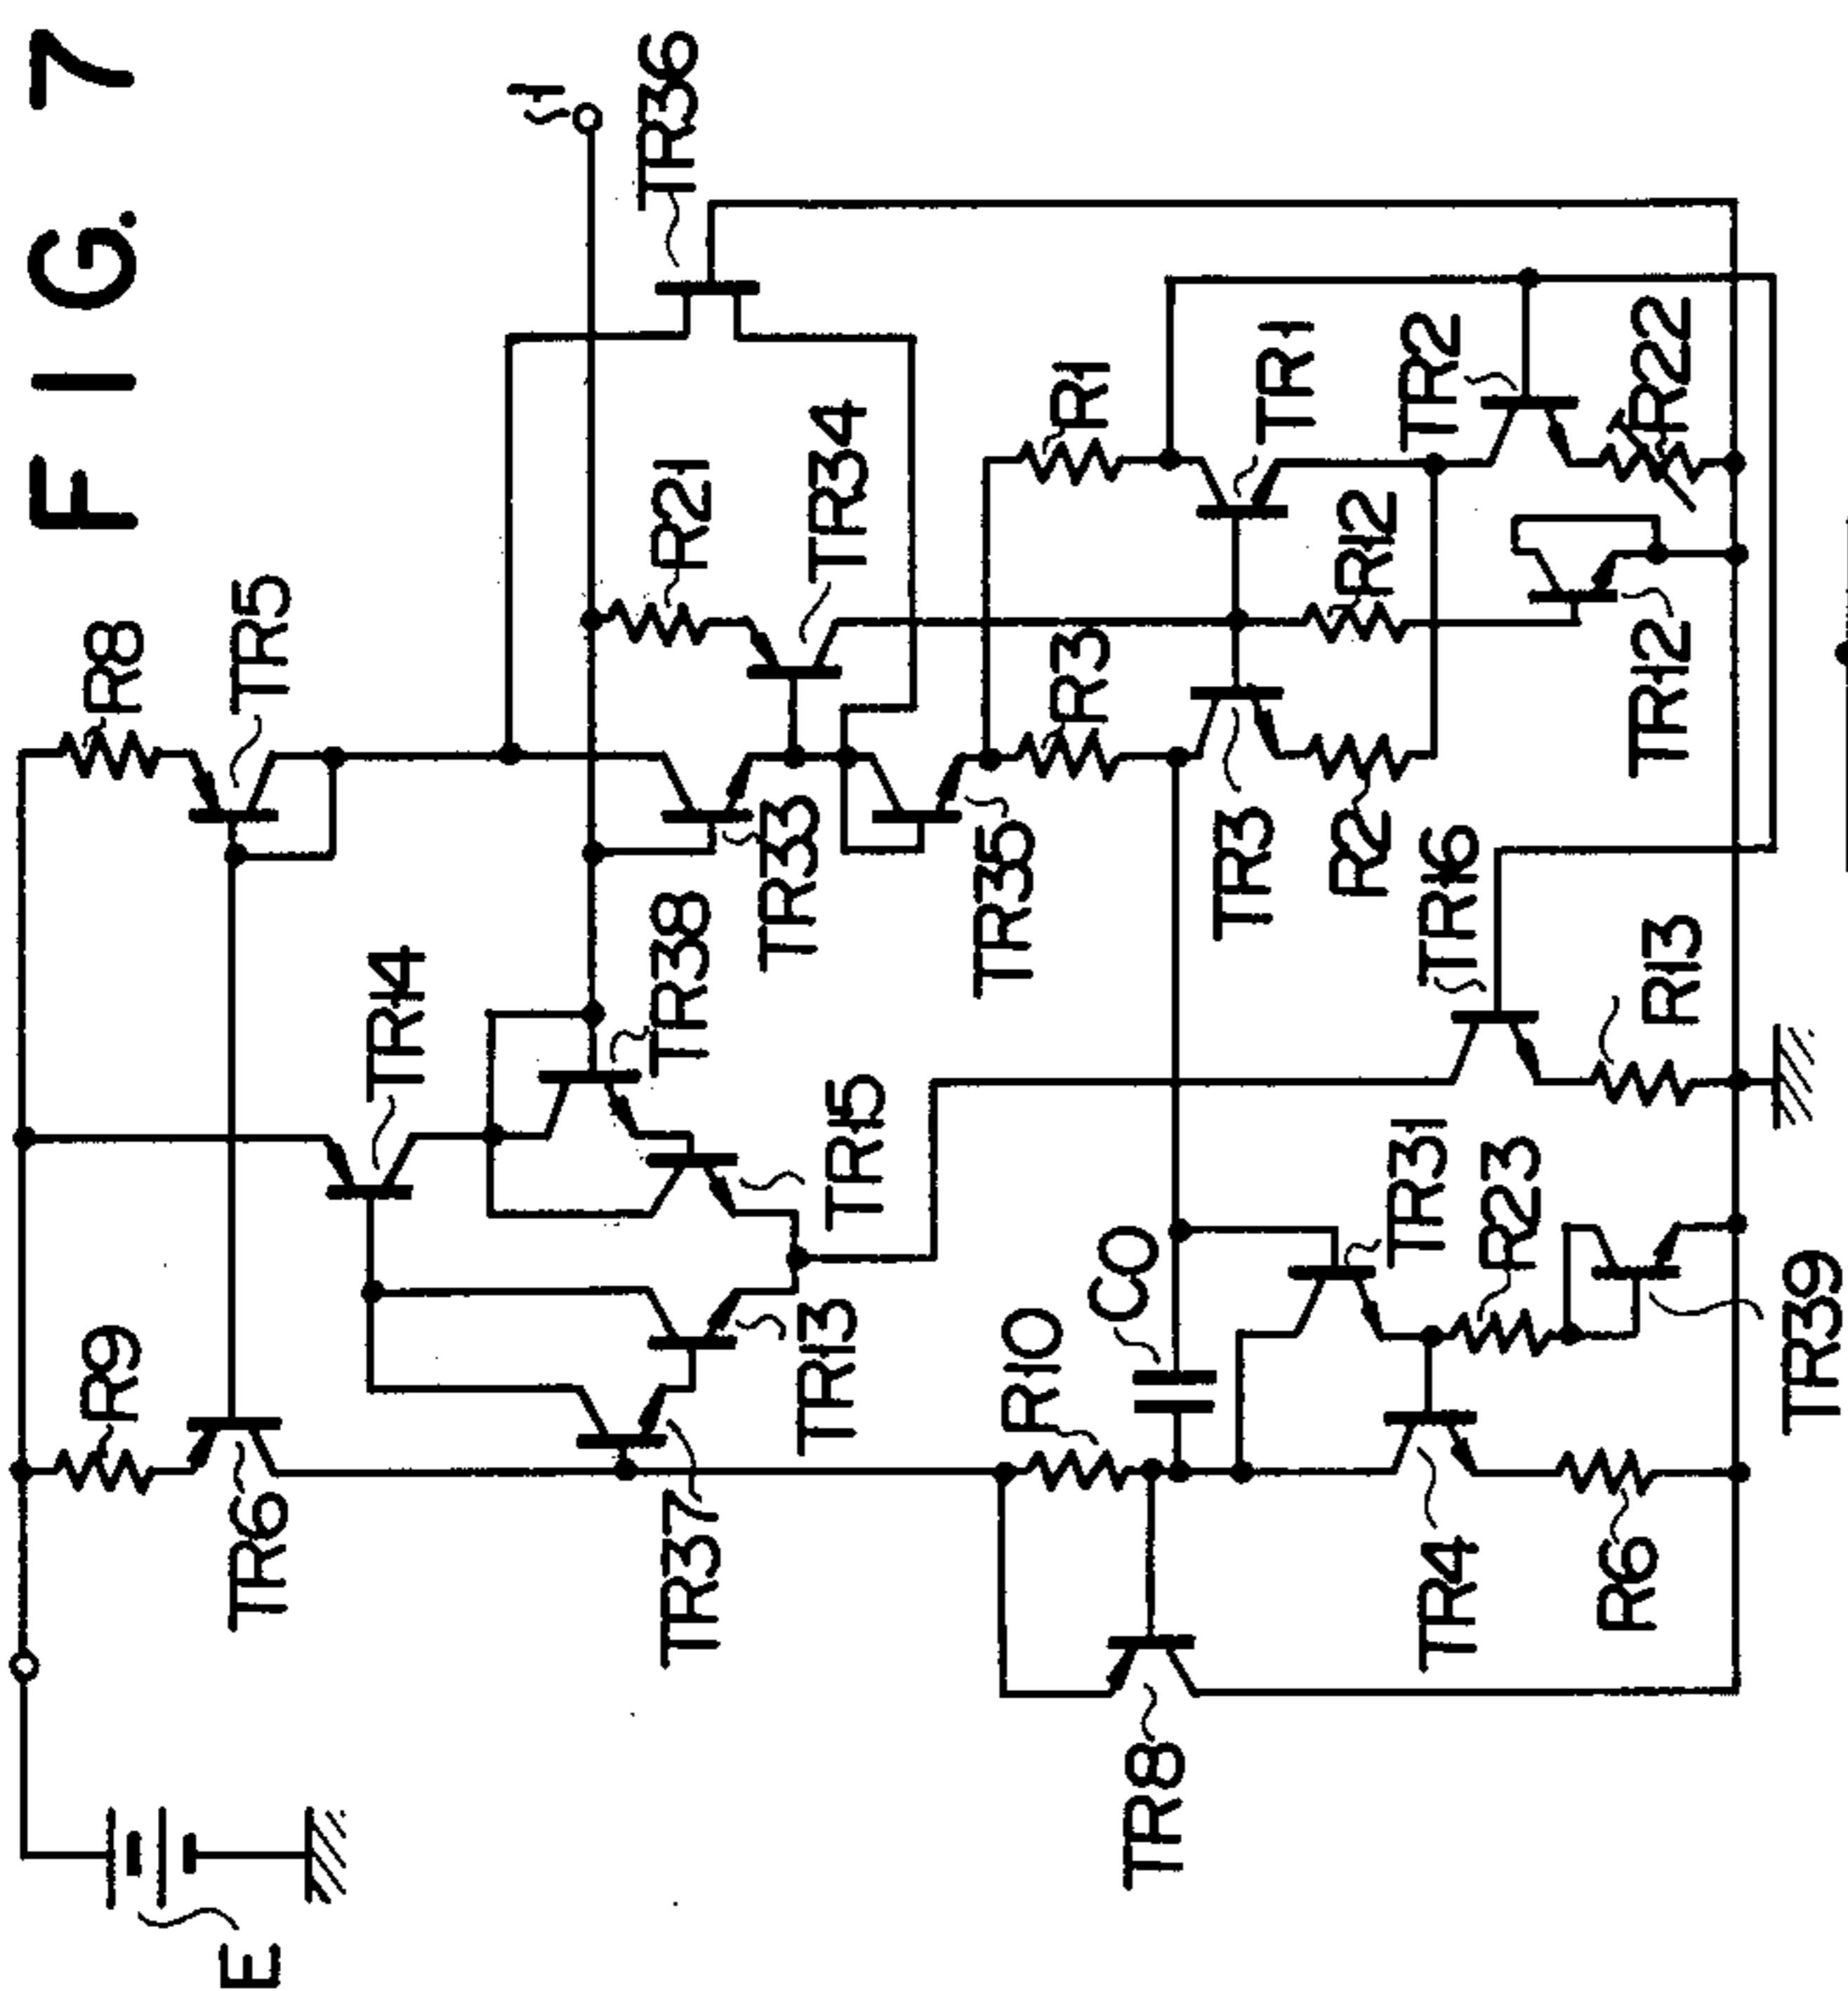 FIG. 7
R8
TR5
R9
TR6
E
1
TR36
R21
TR34
TR14
TR38
TR33
TR15
TR13
TR37
TR35
R1
R3
TR1
TR2
R22
R12
TR12
TR3
R2
TR16
R13
R10
C0
TR31
R23
TR39
TR4
R6
TR8